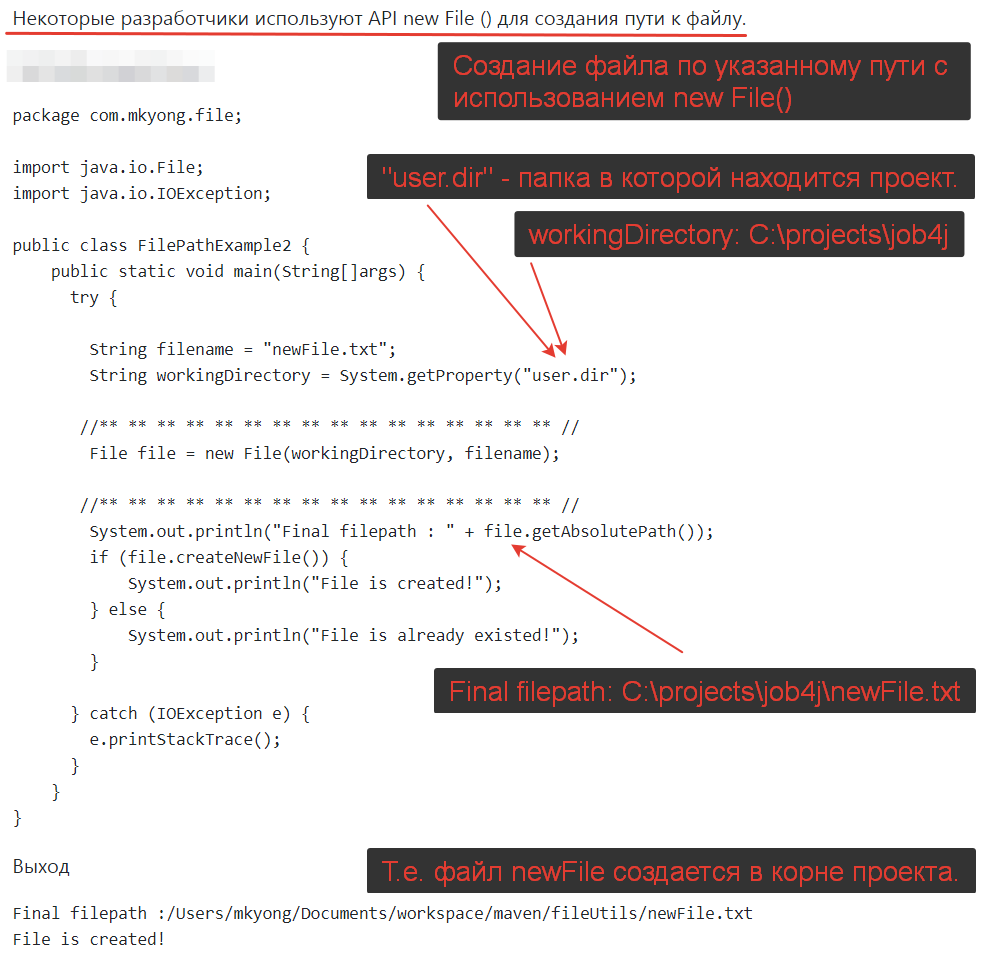 Некоторые разработчики используют API new File () для создания пути к файлу.
Создание файла по указанному пути с
использованием new File()
package com.mkyong.file;
"user.dir" - папка в которой находится проект.
import java.io.File;
import java.io.IOException;
workingDirectory: C:\projects\job4j
public class FilePathExample2 {
public static void main(String[]args) {
try {
String filename = "newFile.txt";
String workingDirectory = System.getProperty("user.dir");
//** ** ** ** ** ** ** ** ** ** ** ** ** ** ** ** //
File file = new File(workingDirectory, filename);
//** ** ** ** ** ** ** ** ** ** ** ** ** ** ** ** //
System.out.println("Final filepath : " + file.getAbsolutePath());
if (file.createNewFile()) {
System.out.println("File is created!");
} else {
System.out.println("File is already existed!");
}
Final filepath: C:\projects\job4j\newFile.txt
} catch (IOException e) {
e.printStackTrace();
}
}
}
Выход
Т.е. файл newFile создается в корне проекта.
Final filepath :/Users/mkyong/Documents/workspace/maven/fileUtils/newFile.txt
File is created!